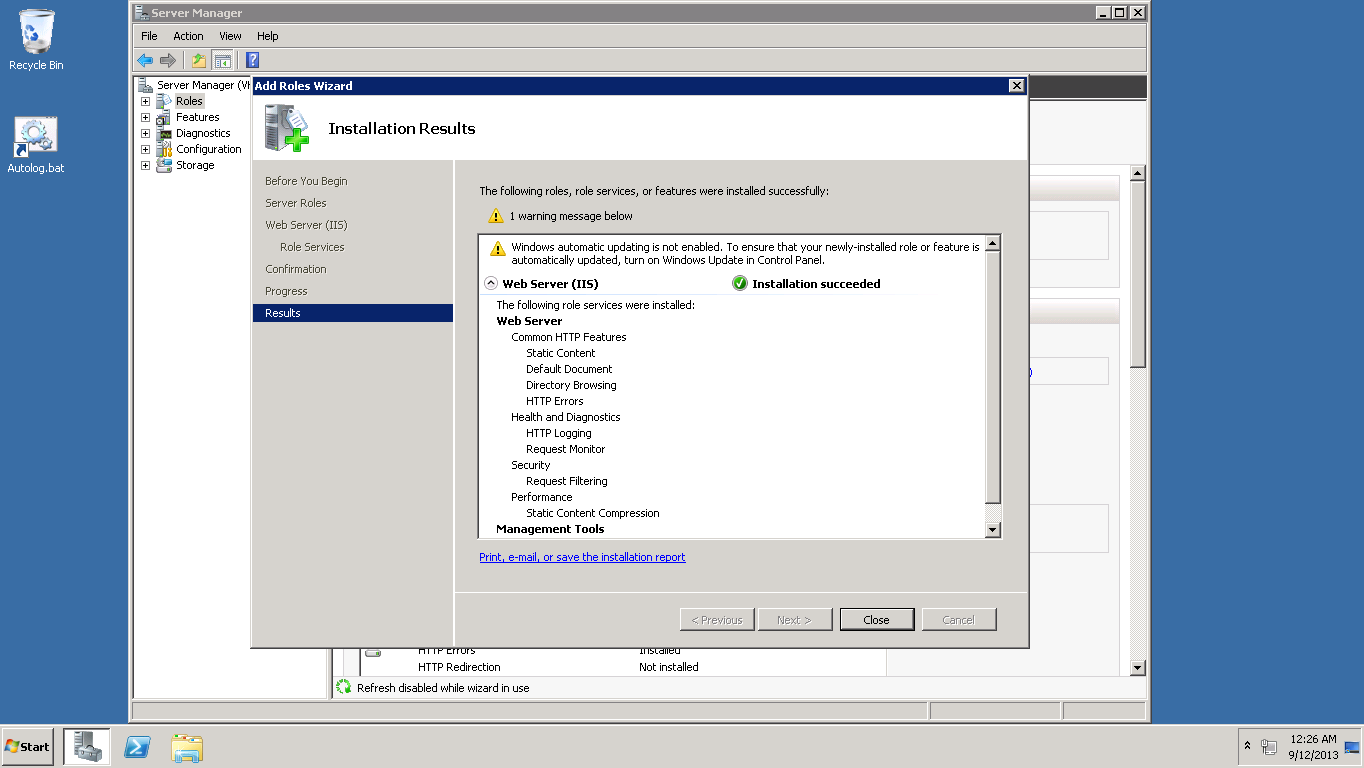 Recycle Bin
Autolog.bat
Server Manager
File Action View Help
Server Manager
Roles
Features
Diagnostics
Configuration
Storage
Add Roles Wizard
Installation Results
Before You Begin
Server Roles
Web Server (IIS)
Role Services
Confirmation
Progress
Results
The following roles, role services, or features were installed successfully:
1 warning message below
Windows automatic updating is not enabled. To ensure that your newly-installed role or feature is
automatically updated, turn on Windows Update in Control Panel.
Web Server (IIS) Installation succeeded
The following role services were installed:
Web Server
Common HTTP Features
Static Content
Default Document
Directory Browsing
HTTP Errors
Health and Diagnostics
HTTP Logging
Request Monitor
Security
Request Filtering
Performance
Static Content Compression
Management Tools
Print, e-mail, or save the installation report
< Previous Next > Close Cancel
HTTP Errors Installed
HTTP Redirection Not installed
Refresh disabled while wizard in use
Start
12:26 AM
9/12/2013